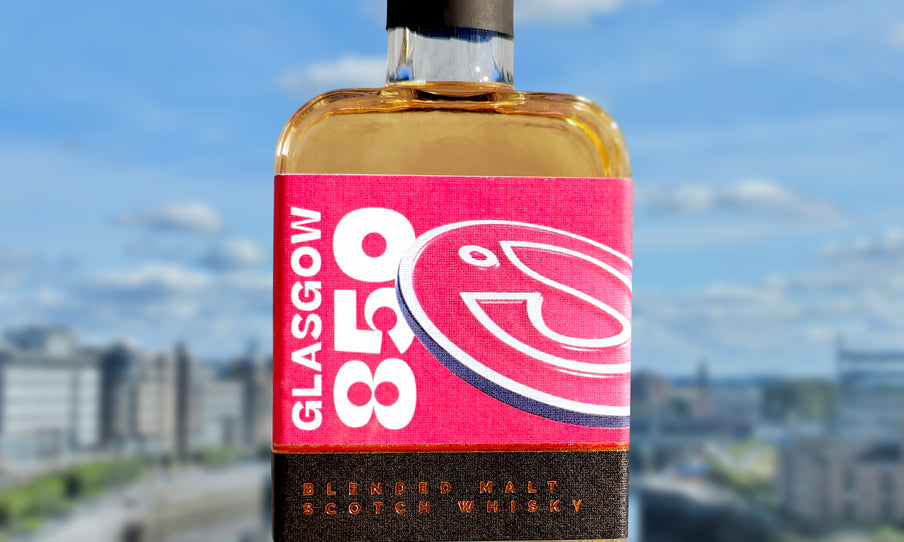 GLASGOW
850
BLENDED MALT
SCOTCH WHISKY